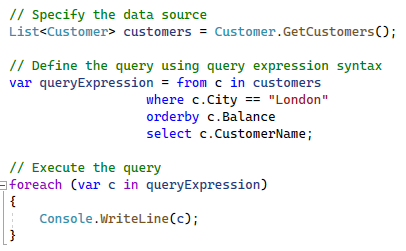 // Specify the data source
List<Customer> customers = Customer.GetCustomers();
// Define the query using query expression syntax
var queryExpression = from c in customers
where c.City == "London"
orderby c.Balance
select c.CustomerName;
// Execute the query
foreach (var c in queryExpression)
{
Console.WriteLine(c);
}